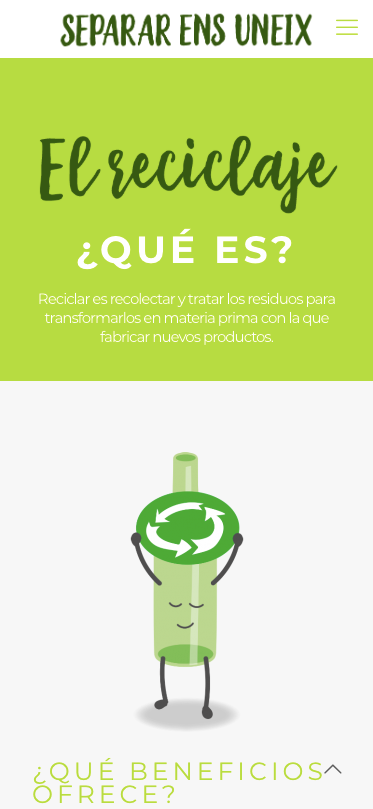 SEPARAR ENS UNEIX
El reciclaje
¿QUÉ ES?
Reciclar es recolectar y tratar los residuos para
transformarlos en materia prima con la que
fabricar nuevos productos.
¿QUÉ BENEFICIOS
OFRECE?